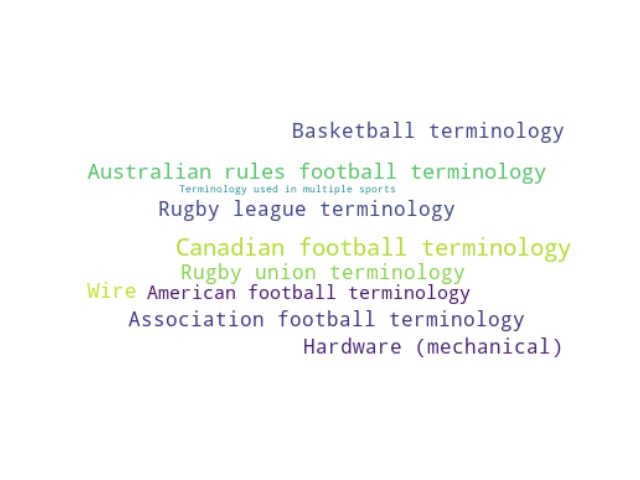 Basketball terminology
Australian rules football terminology
Terminology used in multiple sports
Rugby league terminology
Canadian football terminology
Rugby union terminology
Wire American football terminology
Association football terminology
Hardware (mechanical)